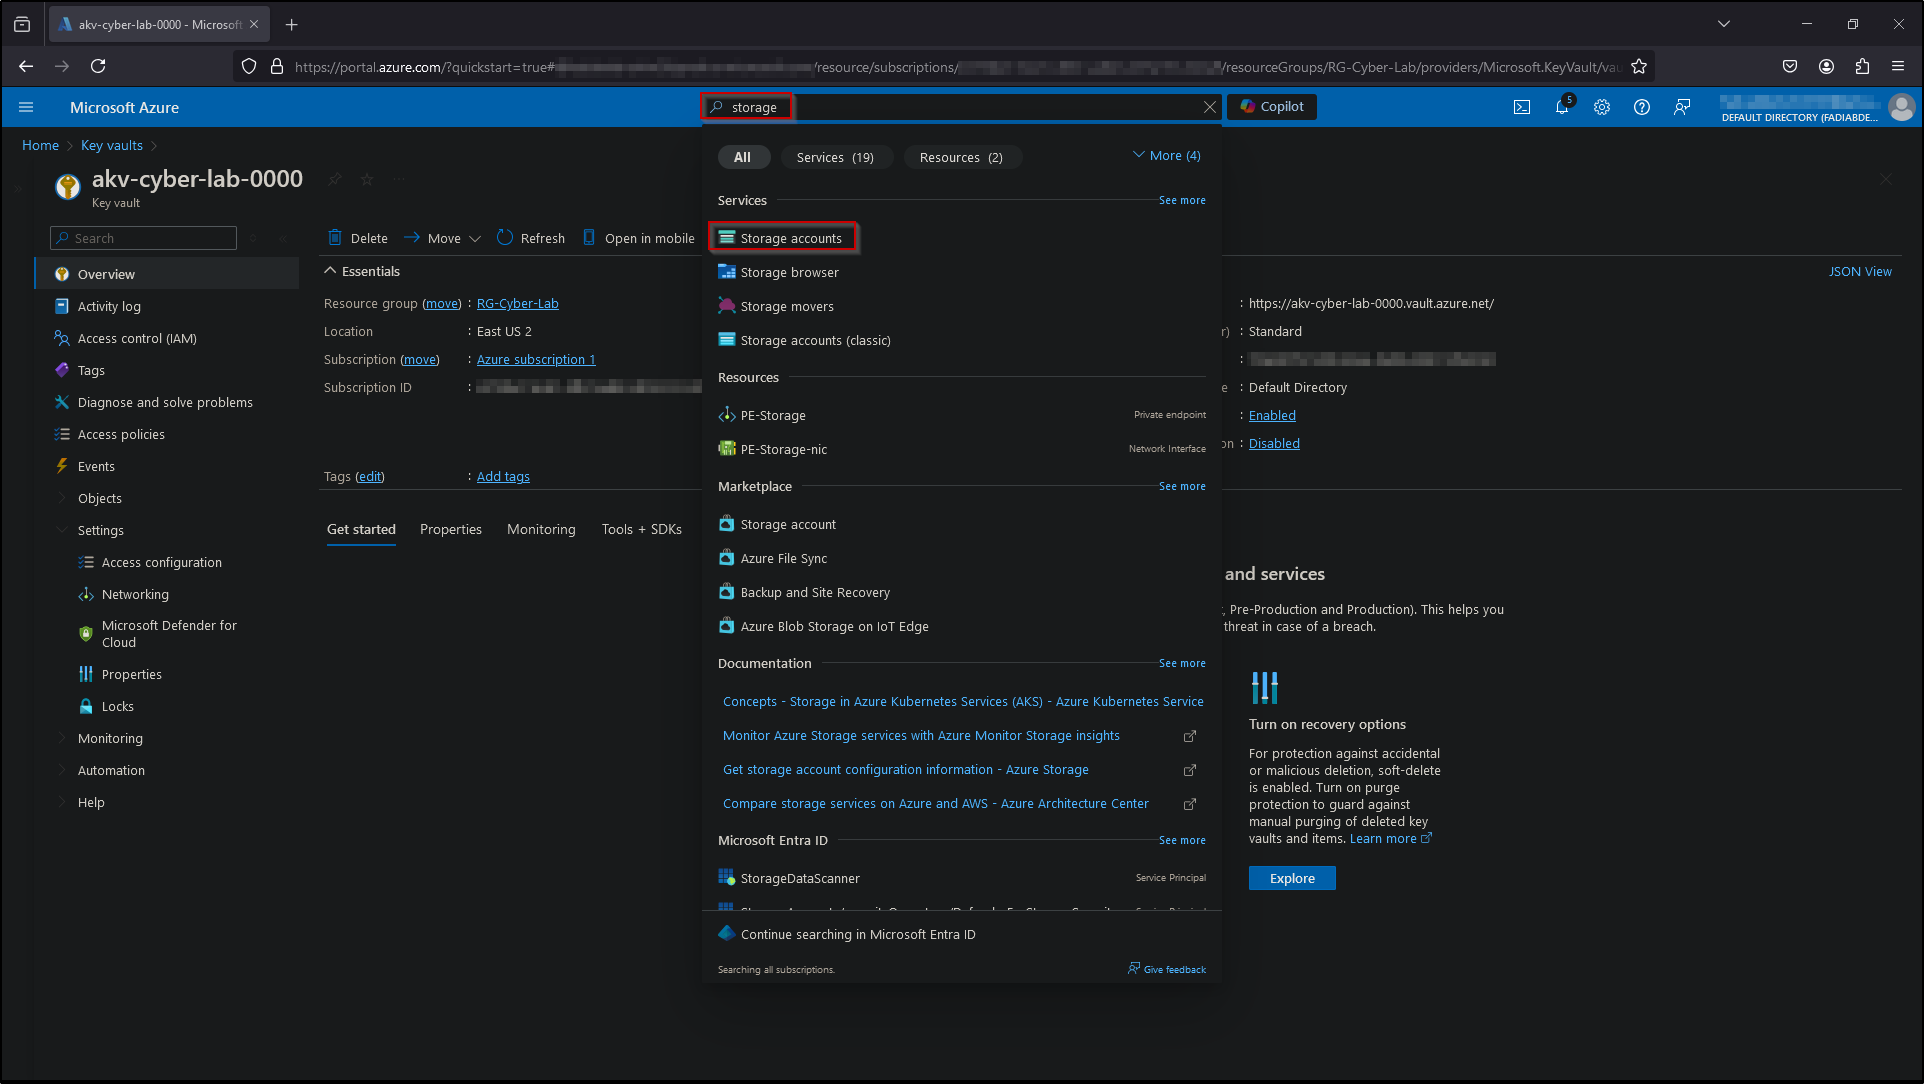 akv-cyber-lab-0000 - Microsoft
https://portal.azure.com/?quickstart=true#
/resource/subscriptions/
/resourceGroups/RG-Cyber-Lab/providers/Microsoft.KeyVault/vau
Microsoft Azure
storage
Copilot
5
DEFAULT DIRECTORY (FADIABDE...
Home > Key vaults >
akv-cyber-lab-0000
Key vault
Search
Overview
Activity log
Access control (IAM)
Tags
Diagnose and solve problems
Access policies
Events
Objects
Settings
Access configuration
Networking
Microsoft Defender for
Cloud
Properties
Locks
Monitoring
Automation
Help
Delete
Move
Refresh
Open in mobile
Essentials
JSON View
Resource group (move) : RG-Cyber-Lab
Location : East US 2
Subscription (move) : Azure subscription 1
Subscription ID :
Tags (edit) : Add tags
: https://akv-cyber-lab-0000.vault.azure.net/
r) : Standard
:
e : Default Directory
: Enabled
on : Disabled
Get started
Properties
Monitoring
Tools + SDKs
All
Services (19)
Resources (2)
More (4)
Services
See more
Storage accounts
Storage browser
Storage movers
Storage accounts (classic)
Resources
PE-Storage
Private endpoint
PE-Storage-nic
Network Interface
Marketplace
See more
Storage account
Azure File Sync
Backup and Site Recovery
Azure Blob Storage on IoT Edge
Documentation
See more
Concepts - Storage in Azure Kubernetes Services (AKS) - Azure Kubernetes Service
Monitor Azure Storage services with Azure Monitor Storage insights
Get storage account configuration information - Azure Storage
Compare storage services on Azure and AWS - Azure Architecture Center
Microsoft Entra ID
See more
StorageDataScanner
Service Principal
Continue searching in Microsoft Entra ID
Searching all subscriptions.
Give feedback
and services
, Pre-Production and Production). This helps you
threat in case of a breach.
Turn on recovery options
For protection against accidental
or malicious deletion, soft-delete
is enabled. Turn on purge
protection to guard against
manual purging of deleted key
vaults and items. Learn more
Explore